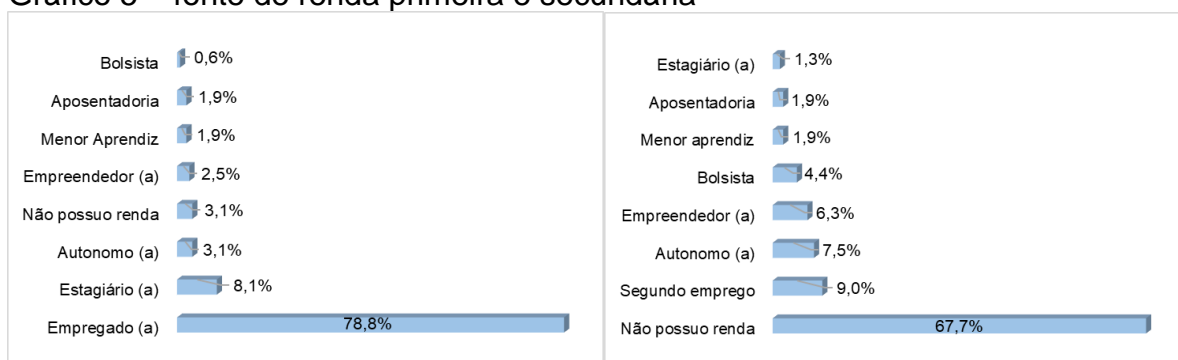 Gráfico 3 – fonte de renda primeira e secundária
Bolsista 0,6%
Aposentadoria 1,9%
Menor Aprendiz 1,9%
Empreendedor (a) 2,5%
Não possuo renda 3,1%
Autonomo (a) 3,1%
Estagiário (a) 8,1%
Empregado (a) 78,8%
Estagiário (a) 1,3%
Aposentadoria 1,9%
Menor aprendiz 1,9%
Bolsista 4,4%
Empreendedor (a) 6,3%
Autonomo (a) 7,5%
Segundo emprego 9,0%
Não possuo renda 67,7%